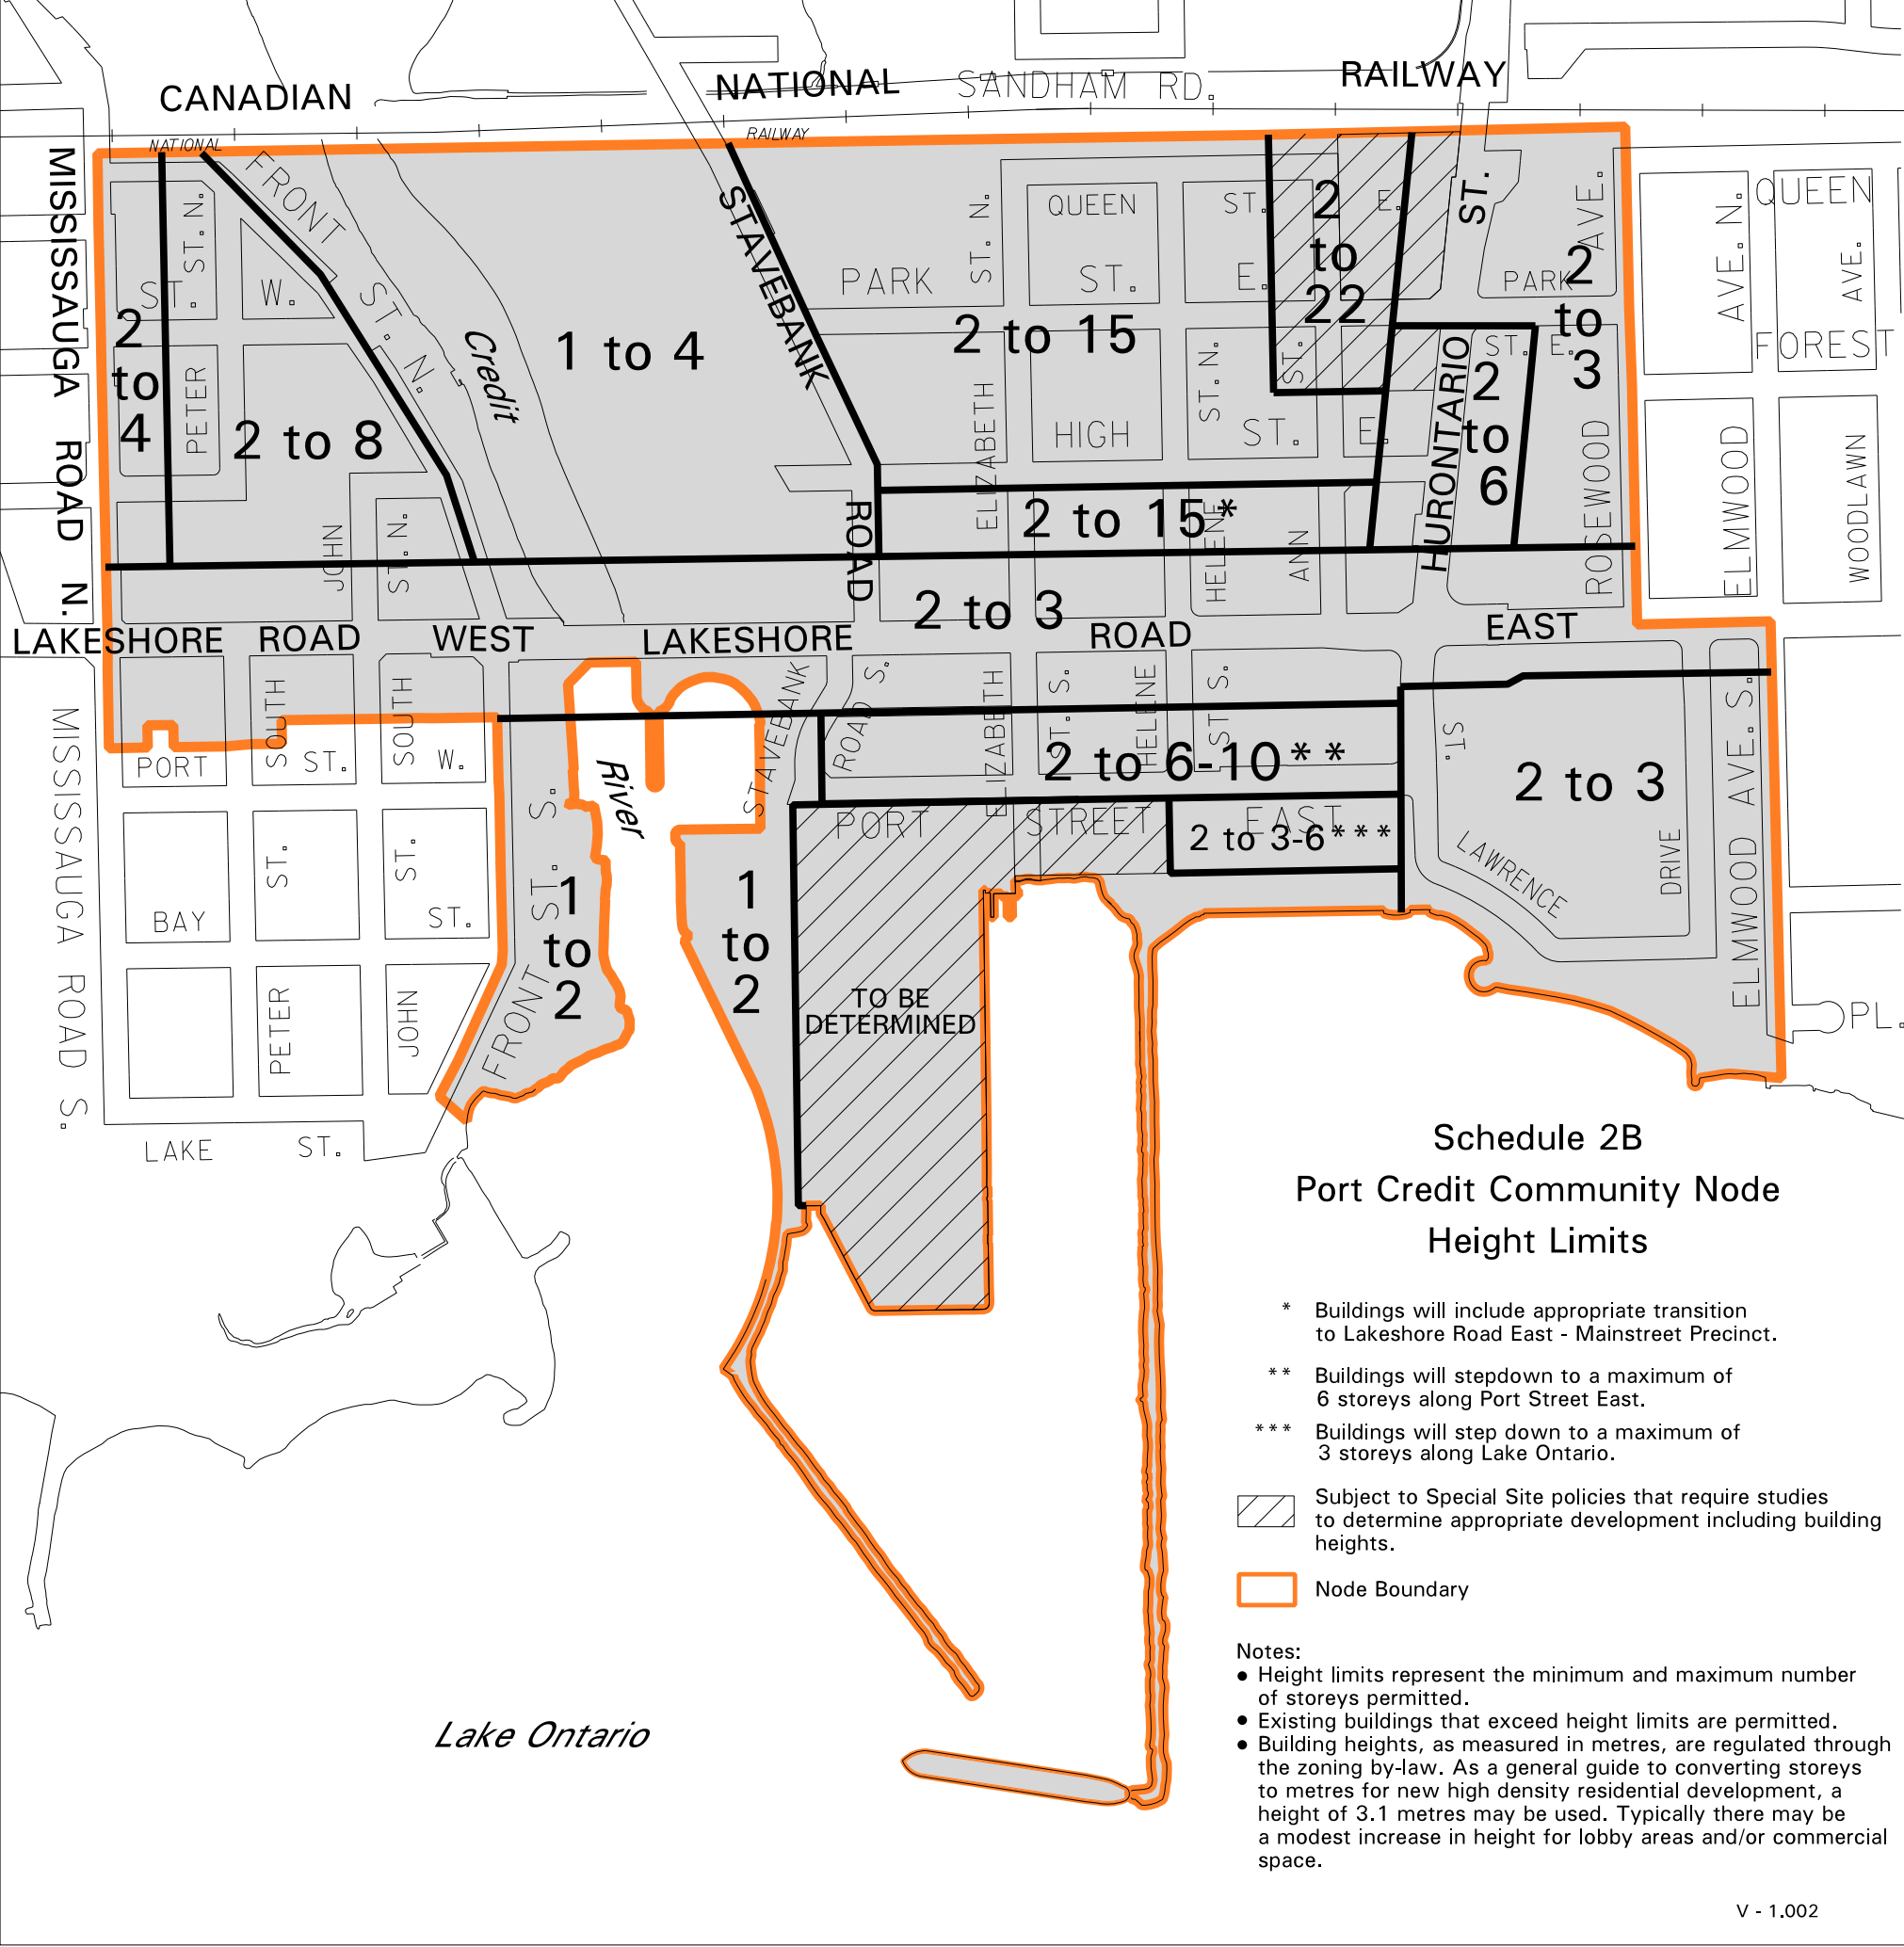 CANADIAN
NATIONAL
SANDHAM RD.
RAILWAY
NATIONAL
RAILWAY
MISSISSAUGA ROAD N.
FRONT ST. N.
ST. N.
PETER
ST. W.
2 to 4
2 to 8
JOHN
ST. N.
Credit
1 to 4
STAVEBANK ROAD
PARK ST. E.
ST. N.
QUEEN ST. E.
2 to 15
ELIZABETH
HIGH ST. E.
ST. N.
ST.
2 to 22
HURONTARIO ST.
PARK ST. E.
2 to 6
AVE.
2 to 3
ROSEWOOD
AVE. N.
ELMWOOD
QUEEN
AVE.
FOREST
WOODLAWN
2 to 15*
HELENE
ANN
2 to 3
LAKESHORE ROAD WEST
LAKESHORE ROAD EAST
MISSISSAUGA ROAD S.
SOUTH
SOUTH
PORT ST. W.
STAVEBANK ROAD S.
ELIZABETH
ST. S.
HELENE
ST. S.
2 to 6-10**
ST.
2 to 3
LAWRENCE
DRIVE
ELMWOOD AVE. S.
River
PORT STREET EAST
2 to 3-6***
ST.
ST.
BAY ST.
FRONT ST. S.
1 to 2
1 to 2
TO BE
DETERMINED
PL.
PETER
JOHN
LAKE ST.
Lake Ontario
Schedule 2B
Port Credit Community Node
Height Limits
* Buildings will include appropriate transition
to Lakeshore Road East - Mainstreet Precinct.
** Buildings will stepdown to a maximum of
6 storeys along Port Street East.
*** Buildings will step down to a maximum of
3 storeys along Lake Ontario.
Subject to Special Site policies that require studies
to determine appropriate development including building
heights.
Node Boundary
Notes:
● Height limits represent the minimum and maximum number
of storeys permitted.
● Existing buildings that exceed height limits are permitted.
● Building heights, as measured in metres, are regulated through
the zoning by-law. As a general guide to converting storeys
to metres for new high density residential development, a
height of 3.1 metres may be used. Typically there may be
a modest increase in height for lobby areas and/or commercial
space.
V - 1.002